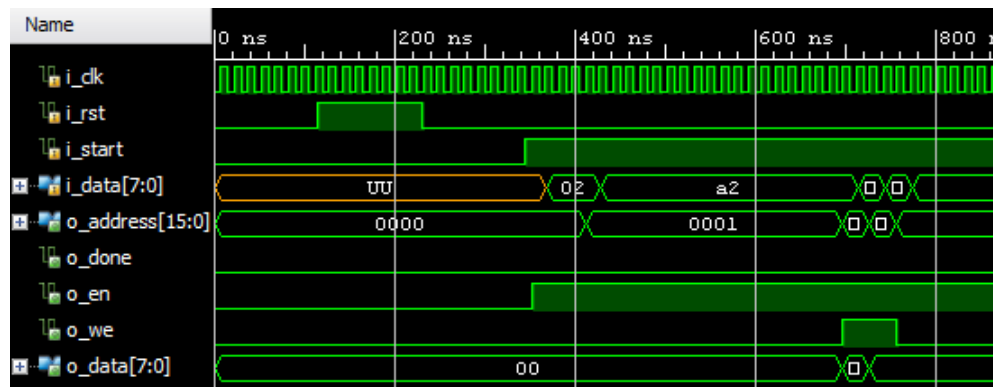 Name
0 ns 200 ns 400 ns 600 ns 800
i_clk
i_rst
i_start
i_data[7:0] UU 02 a2
o_address[15:0] 0000 0001
o_done
o_en
o_we
o_data[7:0] 00